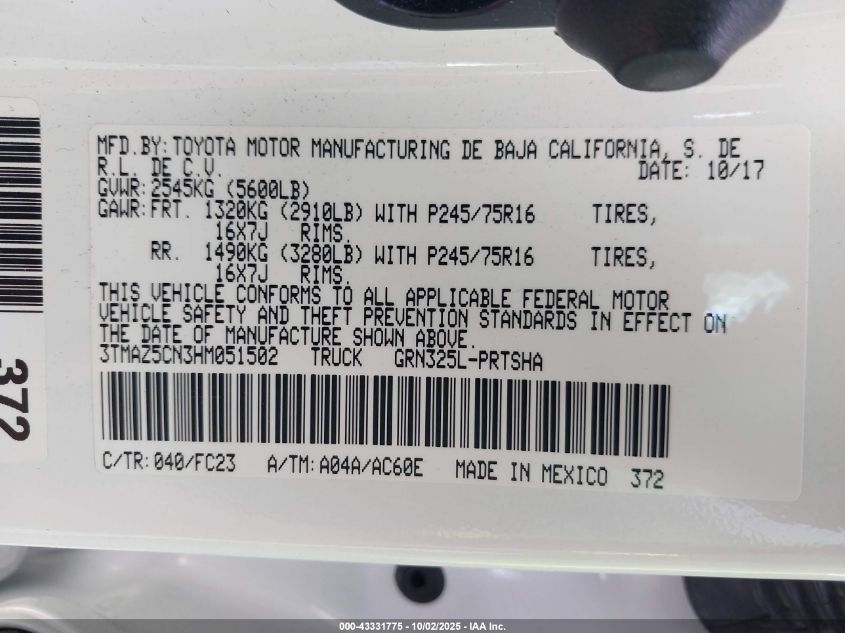 MFD.BY:TOYOTA MOTOR MANUFACTURING DE BAJA CALIFORNIA, S. DE
R.L. DE C.V. DATE: 10/17
GVWR:2545KG (5600LB)
GAWR:FRT. 1320KG (2910LB) WITH P245/75R16 TIRES,
16X7J RIMS.
RR. 1490KG (3280LB) WITH P245/75R16 TIRES,
16X7J RIMS.
THIS VEHICLE CONFORMS TO ALL APPLICABLE FEDERAL MOTOR
VEHICLE SAFETY AND THEFT PREVENTION STANDARDS IN EFFECT ON
THE DATE OF MANUFACTURE SHOWN ABOVE.
3TMAZ5CN3HM051502 TRUCK GRN325L-PRTSHA
C/TR:040/FC23 A/TM:A04A/AC60E MADE IN MEXICO 372
372
000-43331775 - 10/02/2025 - IAA Inc.